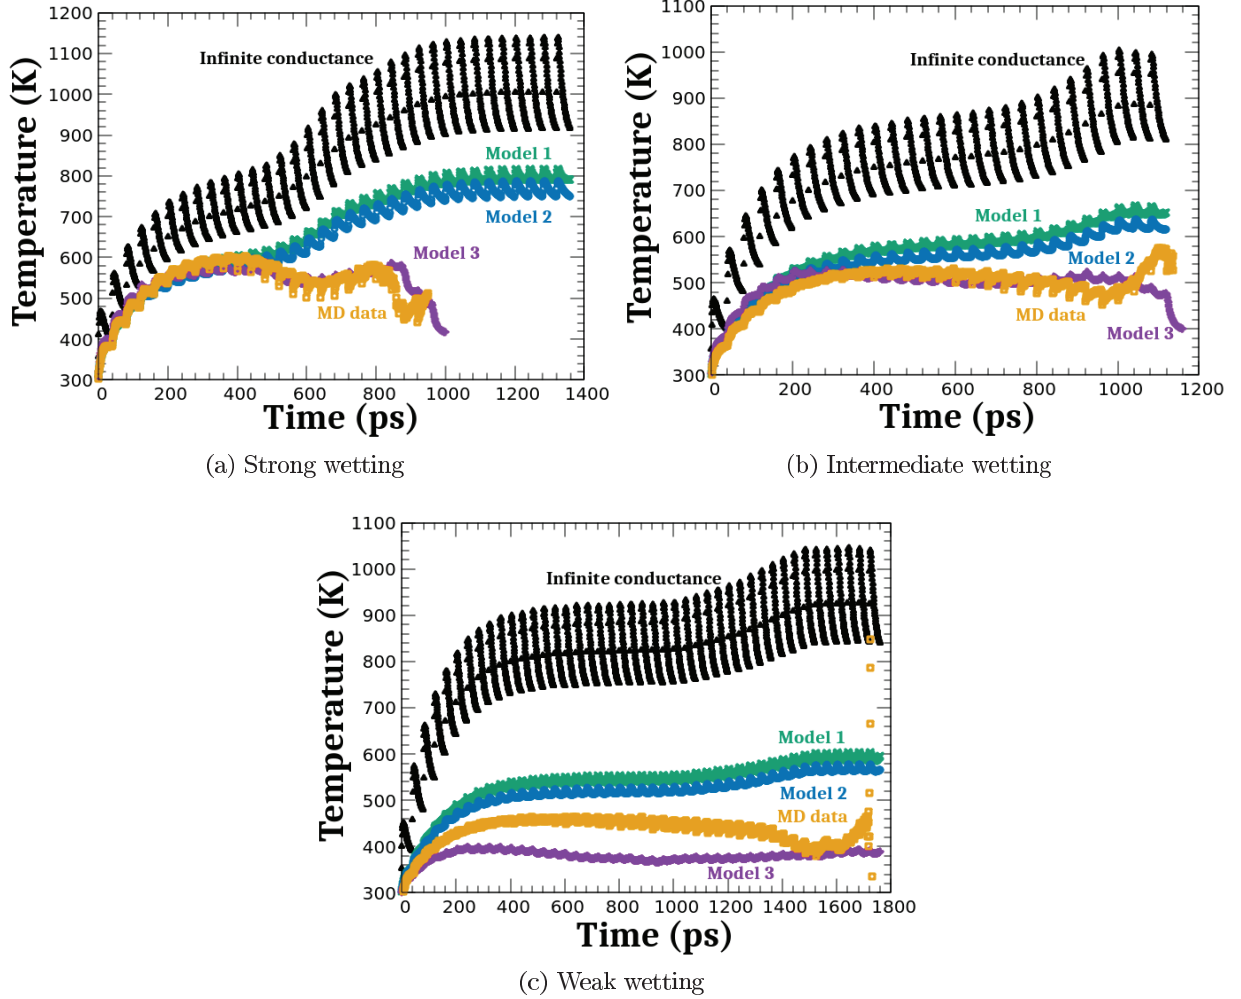 1200
1100
1000
900
800
700
600
500
400
300
Temperature (K)
Infinite conductance
Model 1
Model 2
Model 3
MD data
0 200 400 600 800 1000 1200 1400
Time (ps)
(a) Strong wetting
1100
1000
900
800
700
600
500
400
300
Temperature (K)
Infinite conductance
Model 1
Model 2
MD data
Model 3
0 200 400 600 800 1000 1200
Time (ps)
(b) Intermediate wetting
1100
1000
900
800
700
600
500
400
300
Temperature (K)
Infinite conductance
Model 1
Model 2
MD data
Model 3
0 200 400 600 800 1000 1200 1400 1600 1800
Time (ps)
(c) Weak wetting